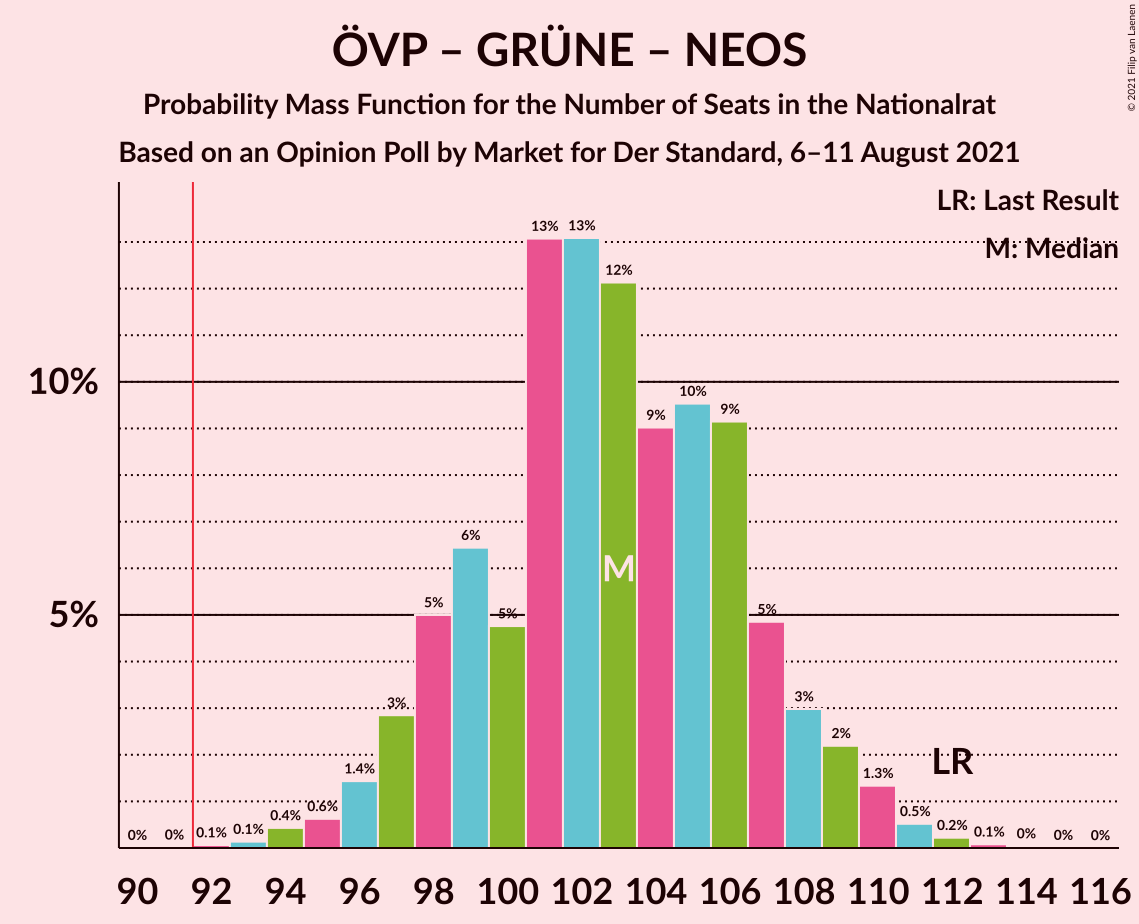 ÖVP – GRÜNE – NEOS
Probability Mass Function for the Number of Seats in the Nationalrat
Based on an Opinion Poll by Market for Der Standard, 6–11 August 2021
© 2021 Filip van Laenen
LR: Last Result
M: Median
10%
5%
0% 0% 0.1% 0.1% 0.4% 0.6% 1.4% 3% 5% 6% 5% 13% 13% 12% 9% 10% 9% 5% 3% 2% 1.3% 0.5% 0.2% 0.1% 0% 0% 0%
M
LR
90 92 94 96 98 100 102 104 106 108 110 112 114 116